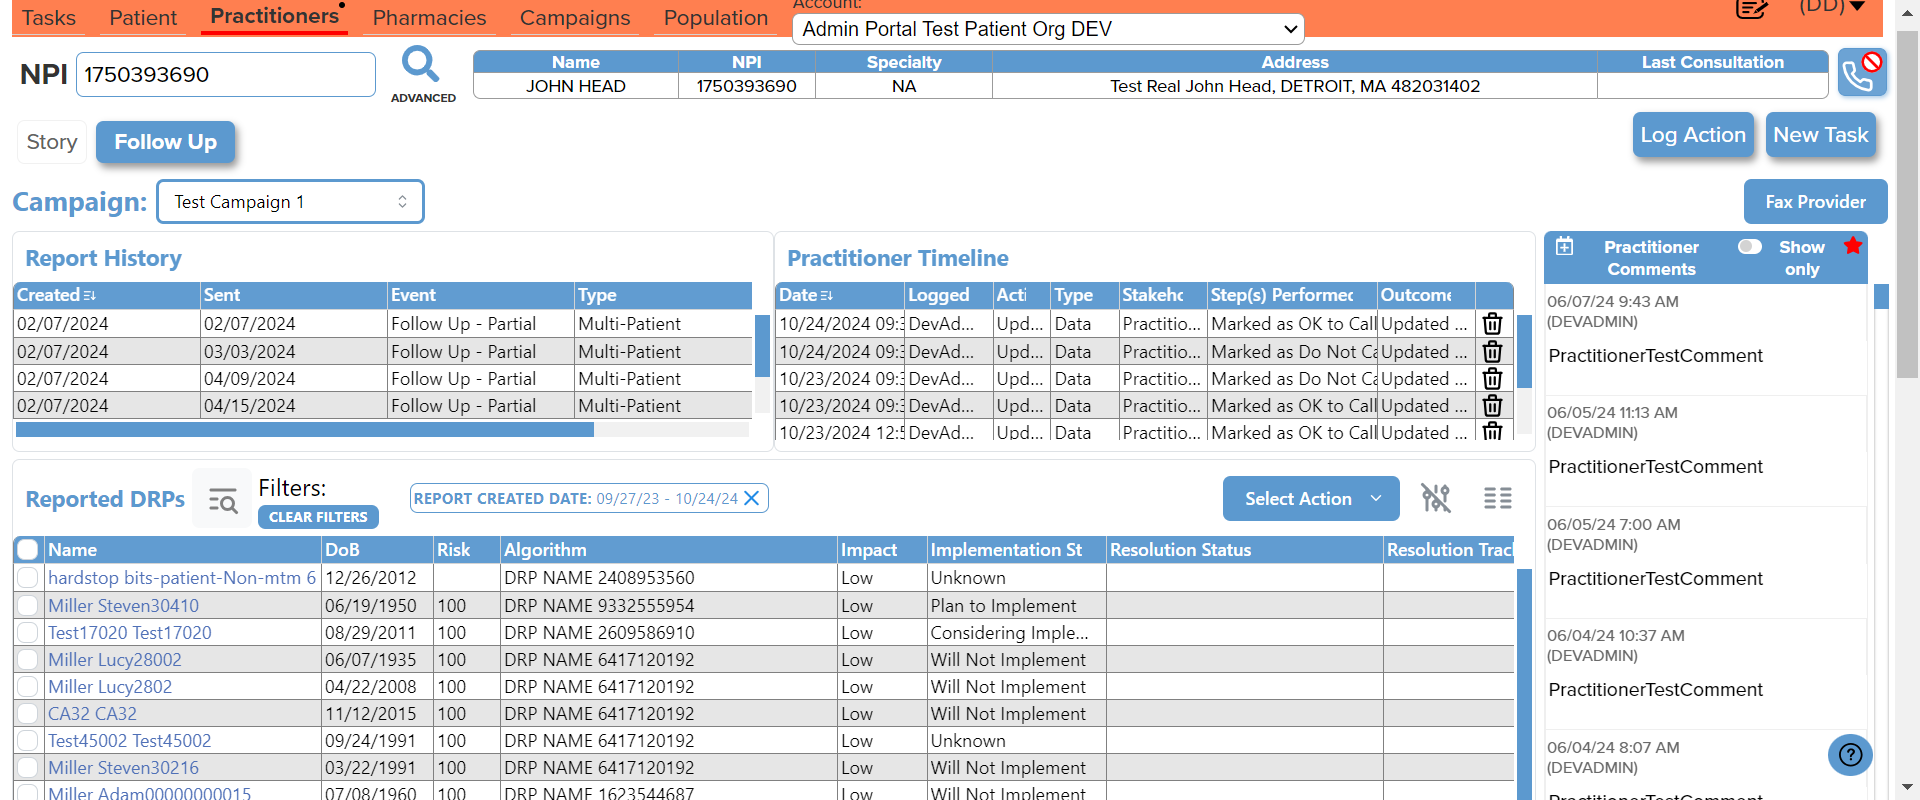 Tasks Patient Practitioners Pharmacies Campaigns Population Account: (DD)
Admin Portal Test Patient Org DEV
NPI 1750393690 ADVANCED
Name NPI Specialty Address Last Consultation
JOHN HEAD 1750393690 NA Test Real John Head, DETROIT, MA 482031402
Story Follow Up Log Action New Task
Campaign: Test Campaign 1 Fax Provider
Report History
Created Sent Event Type
02/07/2024 02/07/2024 Follow Up - Partial Multi-Patient
02/07/2024 03/03/2024 Follow Up - Partial Multi-Patient
02/07/2024 04/09/2024 Follow Up - Partial Multi-Patient
02/07/2024 04/15/2024 Follow Up - Partial Multi-Patient
Practitioner Timeline
Date Logged Acti Type Stakeho Step(s) Performed Outcome
10/24/2024 09:3 DevAd... Upd... Data Practitio... Marked as OK to Call Updated ...
10/24/2024 09:3 DevAd... Upd... Data Practitio... Marked as Do Not Ca Updated ...
10/23/2024 09:3 DevAd... Upd... Data Practitio... Marked as Do Not Ca Updated ...
10/23/2024 09:3 DevAd... Upd... Data Practitio... Marked as OK to Call Updated ...
10/23/2024 12:5 DevAd... Upd... Data Practitio... Marked as OK to Call Updated ...
Practitioner Comments Show only
06/07/24 9:43 AM
(DEVADMIN)
PractitionerTestComment
06/05/24 11:13 AM
(DEVADMIN)
PractitionerTestComment
06/05/24 7:00 AM
(DEVADMIN)
PractitionerTestComment
06/04/24 10:37 AM
(DEVADMIN)
PractitionerTestComment
06/04/24 8:07 AM
(DEVADMIN)
Reported DRPs Filters:
CLEAR FILTERS
REPORT CREATED DATE: 09/27/23 - 10/24/24
Select Action
Name DoB Risk Algorithm Impact Implementation St Resolution Status Resolution Track
hardstop bits-patient-Non-mtm 6 12/26/2012 DRP NAME 2408953560 Low Unknown
Miller Steven30410 06/19/1950 100 DRP NAME 9332555954 Low Plan to Implement
Test17020 Test17020 08/29/2011 100 DRP NAME 2609586910 Low Considering Imple...
Miller Lucy28002 06/07/1935 100 DRP NAME 6417120192 Low Will Not Implement
Miller Lucy2802 04/22/2008 100 DRP NAME 6417120192 Low Will Not Implement
CA32 CA32 11/12/2015 100 DRP NAME 6417120192 Low Will Not Implement
Test45002 Test45002 09/24/1991 100 DRP NAME 6417120192 Low Unknown
Miller Steven30216 03/22/1991 100 DRP NAME 6417120192 Low Will Not Implement
Miller Adam00000000015 07/08/1960 100 DRP NAME 1623544687 Low Will Not Implement